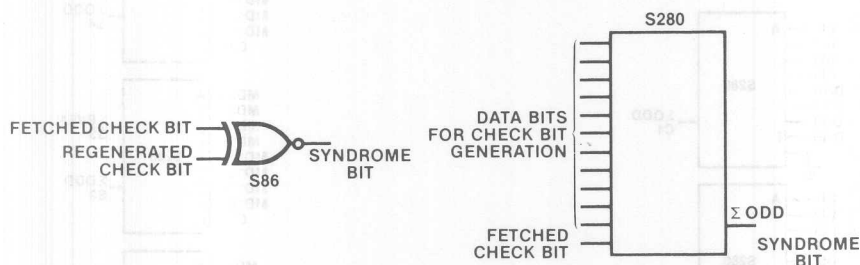 S280
DATA BITS
FOR CHECK BIT
GENERATION
FETCHED CHECK BIT
REGENERATED
CHECK BIT
SYNDROME
BIT
S86
Σ ODD
FETCHED
CHECK BIT
SYNDROME
BIT